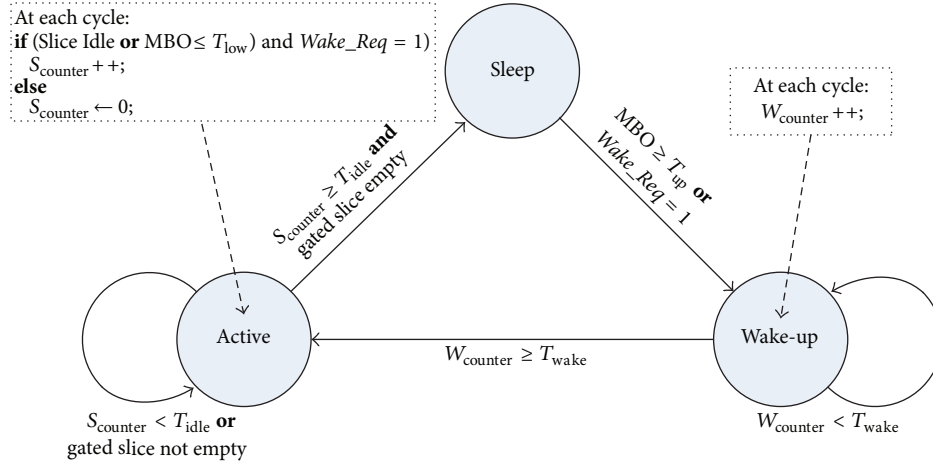 At each cycle:
if (Slice Idle or MBO ≤ T_low) and Wake_Req = 1)
S_counter ++;
else
S_counter ← 0;
Sleep
At each cycle:
W_counter ++;
S_counter ≥ T_idle and
gated slice empty
MBO ≥ T_up or
Wake_Req = 1
Active
Wake-up
W_counter ≥ T_wake
S_counter < T_idle or
gated slice not empty
W_counter < T_wake